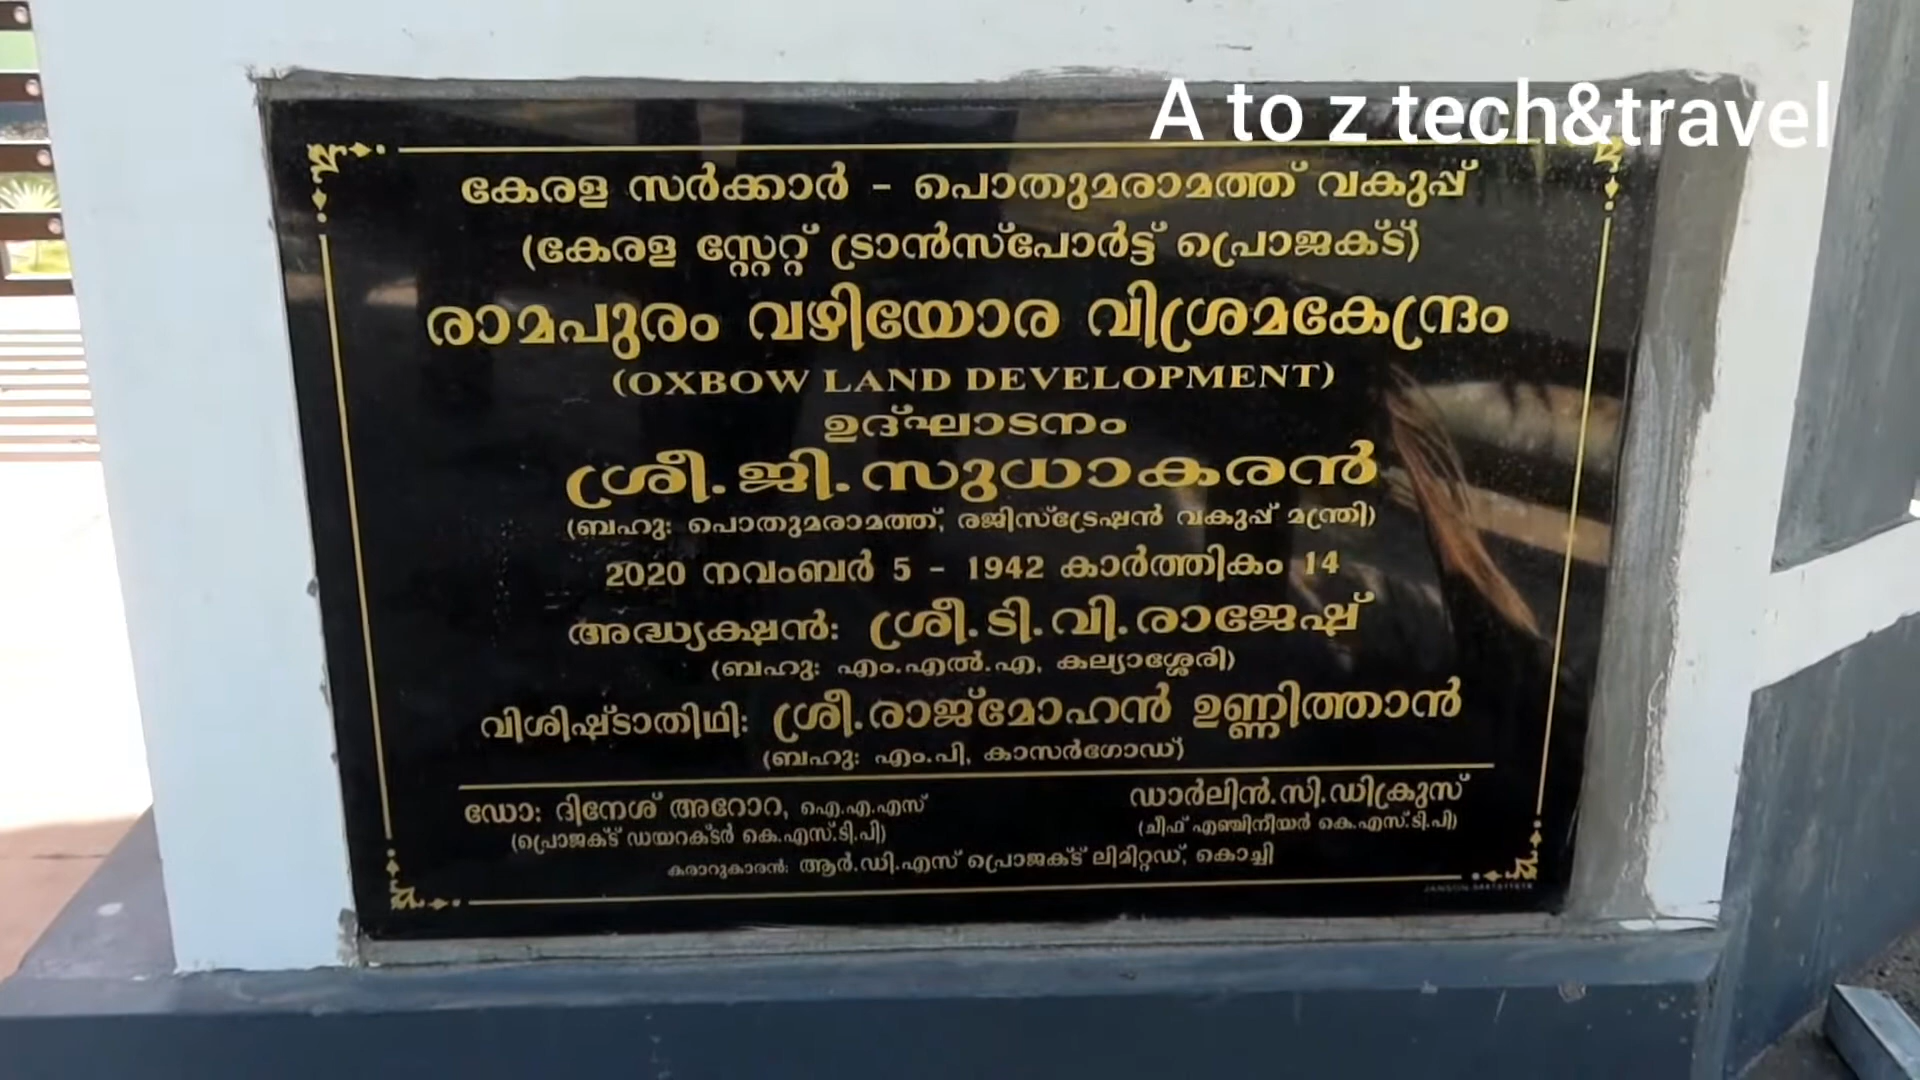 A to z tech&travel
കേരള സർക്കാർ - പൊതുമരാമത്ത് വകുപ്പ്
(കേരള സ്റ്റേറ്റ് ട്രാൻസ്പോർട്ട് പ്രൊജക്ട്)
രാമപുരം വഴിയോര വിശ്രമകേന്ദ്രം
(OXBOW LAND DEVELOPMENT)
ഉദ്ഘാടനം
ശ്രീ.ജി.സുധാകരൻ
(ബഹു: പൊതുമരാമത്ത്, രജിസ്ട്രേഷൻ വകുപ്പ് മന്ത്രി)
2020 നവംബർ 5 - 1942 കാർത്തികം 14
അദ്ധ്യക്ഷൻ: ശ്രീ.ടി.വി.രാജേഷ്
(ബഹു: എം.എൽ.എ, കല്യാശ്ശേരി)
വിശിഷ്ടാതിഥി: ശ്രീ.രാജ്മോഹൻ ഉണ്ണിത്താൻ
(ബഹു: എം.പി, കാസർഗോഡ്)
ഡോ: ദിനേശ് അറോറ, ഐ.എ.എസ്
(പ്രൊജക്ട് ഡയറക്ടർ കെ.എസ്.ടി.പി)
ഡാർലിൻ.സി.ഡിക്രുസ്
(ചീഫ് എഞ്ചിനീയർ കെ.എസ്.ടി.പി)
കരാറുകാരൻ: ആർ.ഡി.എസ് പ്രൊജക്ട് ലിമിറ്റഡ്, കൊച്ചി